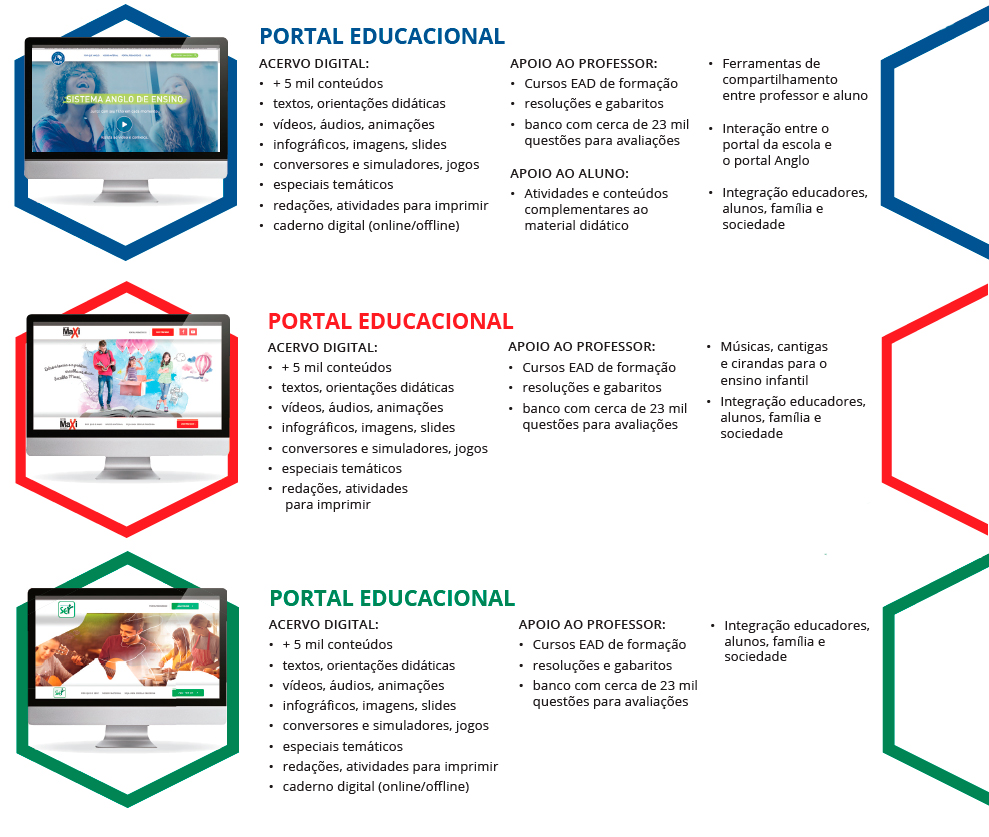 PORTAL EDUCACIONAL
ACERVO DIGITAL:
• + 5 mil conteúdos
• textos, orientações didáticas
• vídeos, áudios, animações
• infográficos, imagens, slides
• conversores e simuladores, jogos
• especiais temáticos
• redações, atividades para imprimir
• caderno digital (online/offline)
APOIO AO PROFESSOR:
• Cursos EAD de formação
• resoluções e gabaritos
• banco com cerca de 23 mil
questões para avaliações
APOIO AO ALUNO:
• Atividades e conteúdos
complementares ao
material didático
• Ferramentas de
compartilhamento
entre professor e aluno
• Interação entre o
portal da escola e
o portal Anglo
• Integração educadores,
alunos, família e
sociedade
SISTEMA ANGLO DE ENSINO
PORTAL EDUCACIONAL
ACERVO DIGITAL:
• + 5 mil conteúdos
• textos, orientações didáticas
• vídeos, áudios, animações
• infográficos, imagens, slides
• conversores e simuladores, jogos
• especiais temáticos
• redações, atividades
para imprimir
APOIO AO PROFESSOR:
• Cursos EAD de formação
• resoluções e gabaritos
• banco com cerca de 23 mil
questões para avaliações
• Músicas, cantigas
e cirandas para o
ensino infantil
• Integração educadores,
alunos, família e
sociedade
MaXi
MaXi
PORTAL EDUCACIONAL
ACERVO DIGITAL:
• + 5 mil conteúdos
• textos, orientações didáticas
• vídeos, áudios, animações
• infográficos, imagens, slides
• conversores e simuladores, jogos
• especiais temáticos
• redações, atividades para imprimir
• caderno digital (online/offline)
APOIO AO PROFESSOR:
• Cursos EAD de formação
• resoluções e gabaritos
• banco com cerca de 23 mil
questões para avaliações
• Integração educadores,
alunos, família e
sociedade